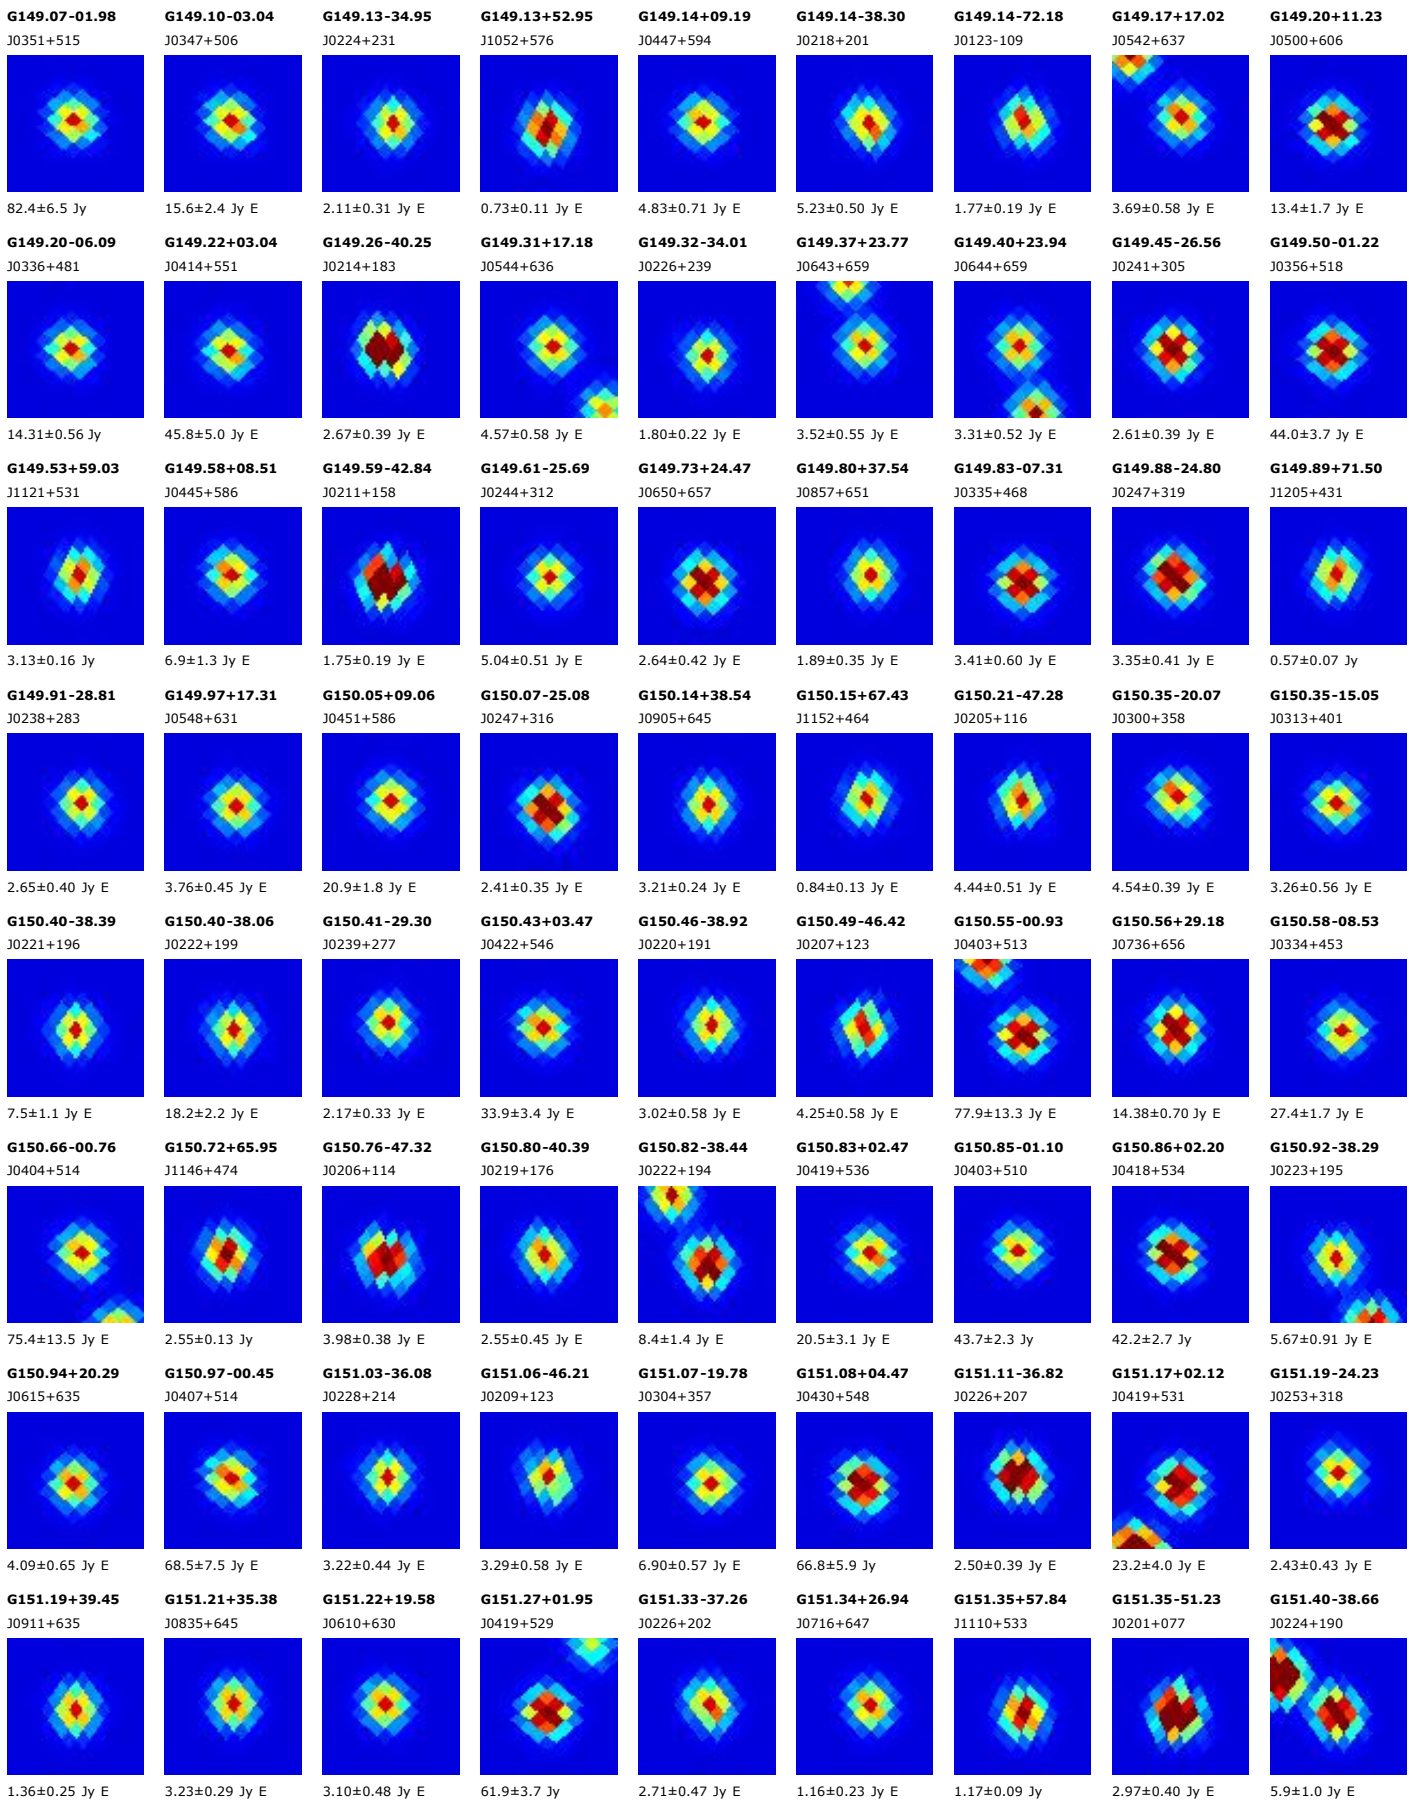 G149.07-01.98 G149.10-03.04 G149.13-34.95 G149.13+52.95 G149.14+09.19 G149.14-38.30 G149.14-72.18 G149.17+17.02 G149.20+11.23
J0351+515 J0347+506 J0224+231 J1052+576 J0447+594 J0218+201 J0123-109 J0542+637 J0500+606
82.4±6.5 Jy 15.6±2.4 Jy E 2.11±0.31 Jy E 0.73±0.11 Jy E 4.83±0.71 Jy E 5.23±0.50 Jy E 1.77±0.19 Jy E 3.69±0.58 Jy E 13.4±1.7 Jy E
G149.20-06.09 G149.22+03.04 G149.26-40.25 G149.31+17.18 G149.32-34.01 G149.37+23.77 G149.40+23.94 G149.45-26.56 G149.50-01.22
J0336+481 J0414+551 J0214+183 J0544+636 J0226+239 J0643+659 J0644+659 J0241+305 J0356+518
14.31±0.56 Jy 45.8±5.0 Jy E 2.67±0.39 Jy E 4.57±0.58 Jy E 1.80±0.22 Jy E 3.52±0.55 Jy E 3.31±0.52 Jy E 2.61±0.39 Jy E 44.0±3.7 Jy E
G149.53+59.03 G149.58+08.51 G149.59-42.84 G149.61-25.69 G149.73+24.47 G149.80+37.54 G149.83-07.31 G149.88-24.80 G149.89+71.50
J1121+531 J0445+586 J0211+158 J0244+312 J0650+657 J0857+651 J0335+468 J0247+319 J1205+431
3.13±0.16 Jy 6.9±1.3 Jy E 1.75±0.19 Jy E 5.04±0.51 Jy E 2.64±0.42 Jy E 1.89±0.35 Jy E 3.41±0.60 Jy E 3.35±0.41 Jy E 0.57±0.07 Jy
G149.91-28.81 G149.97+17.31 G150.05+09.06 G150.07-25.08 G150.14+38.54 G150.15+67.43 G150.21-47.28 G150.35-20.07 G150.35-15.05
J0238+283 J0548+631 J0451+586 J0247+316 J0905+645 J1152+464 J0205+116 J0300+358 J0313+401
2.65±0.40 Jy E 3.76±0.45 Jy E 20.9±1.8 Jy E 2.41±0.35 Jy E 3.21±0.24 Jy E 0.84±0.13 Jy E 4.44±0.51 Jy E 4.54±0.39 Jy E 3.26±0.56 Jy E
G150.40-38.39 G150.40-38.06 G150.41-29.30 G150.43+03.47 G150.46-38.92 G150.49-46.42 G150.55-00.93 G150.56+29.18 G150.58-08.53
J0221+196 J0222+199 J0239+277 J0422+546 J0220+191 J0207+123 J0403+513 J0736+656 J0334+453
7.5±1.1 Jy E 18.2±2.2 Jy E 2.17±0.33 Jy E 33.9±3.4 Jy E 3.02±0.58 Jy E 4.25±0.58 Jy E 77.9±13.3 Jy E 14.38±0.70 Jy E 27.4±1.7 Jy E
G150.66-00.76 G150.72+65.95 G150.76-47.32 G150.80-40.39 G150.82-38.44 G150.83+02.47 G150.85-01.10 G150.86+02.20 G150.92-38.29
J0404+514 J1146+474 J0206+114 J0219+176 J0222+194 J0419+536 J0403+510 J0418+534 J0223+195
75.4±13.5 Jy E 2.55±0.13 Jy 3.98±0.38 Jy E 2.55±0.45 Jy E 8.4±1.4 Jy E 20.5±3.1 Jy E 43.7±2.3 Jy 42.2±2.7 Jy 5.67±0.91 Jy E
G150.94+20.29 G150.97-00.45 G151.03-36.08 G151.06-46.21 G151.07-19.78 G151.08+04.47 G151.11-36.82 G151.17+02.12 G151.19-24.23
J0615+635 J0407+514 J0228+214 J0209+123 J0304+357 J0430+548 J0226+207 J0419+531 J0253+318
4.09±0.65 Jy E 68.5±7.5 Jy E 3.22±0.44 Jy E 3.29±0.58 Jy E 6.90±0.57 Jy E 66.8±5.9 Jy 2.50±0.39 Jy E 23.2±4.0 Jy E 2.43±0.43 Jy E
G151.19+39.45 G151.21+35.38 G151.22+19.58 G151.27+01.95 G151.33-37.26 G151.34+26.94 G151.35+57.84 G151.35-51.23 G151.40-38.66
J0911+635 J0835+645 J0610+630 J0419+529 J0226+202 J0716+647 J1110+533 J0201+077 J0224+190
1.36±0.25 Jy E 3.23±0.29 Jy E 3.10±0.48 Jy E 61.9±3.7 Jy 2.71±0.47 Jy E 1.16±0.23 Jy E 1.17±0.09 Jy 2.97±0.40 Jy E 5.9±1.0 Jy E